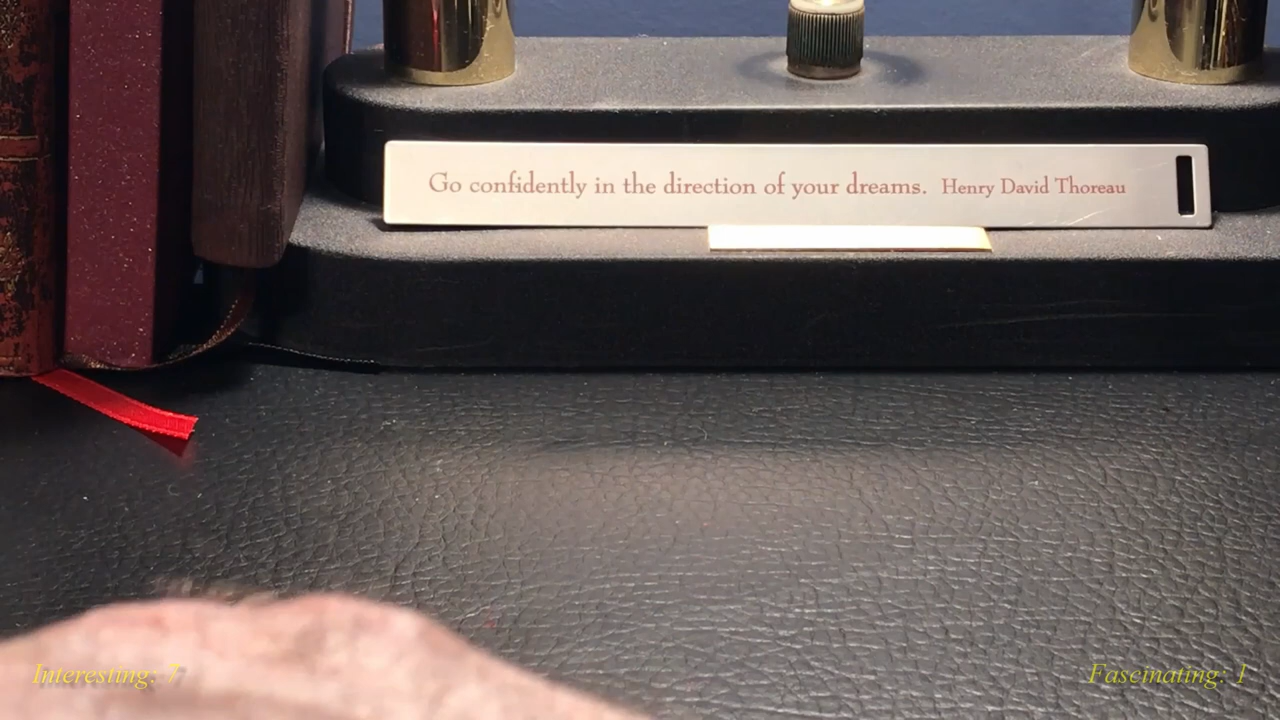 Go confidently in the direction of your dreams. Henry David Thoreau
Interesting: 7
Fascinating: 1